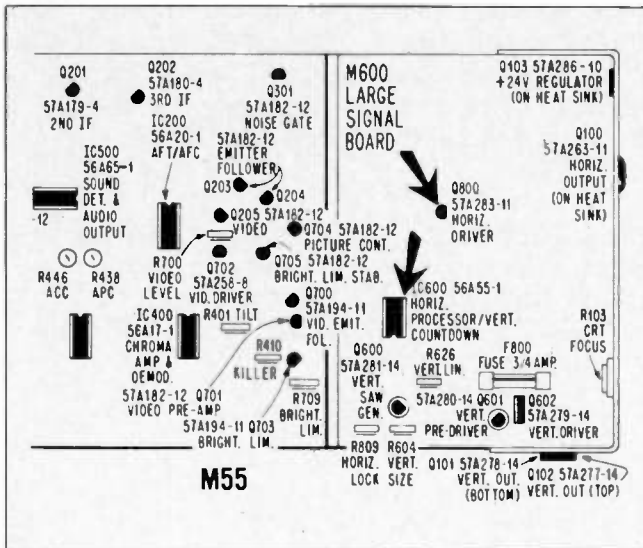 Q201
57A179-4
2ND IF
Q202
57A180-4
3RD IF
IC200
56A20-1
AFT/AFC
Q301
57A182-12
NOISE GATE
57A182-12
EMITTER
FOLLOWER
Q203
Q204
IC500
56A65-1
SOUND
DET. &
AUDIO
OUTPUT
-12
Q205 57A182-12
VIDEO
Q704 57A182-12
PICTURE CONT.
Q705 57A182-12
BRIGHT. LIM. STAB.
R446
ACC
R438
APC
R700
VIDEO
LEVEL
Q702
57A258-8
VID. DRIVER
R401 TILT
Q700
57A194-11
VID. EMIT.
FOL.
IC400
56A17-1
CHROMA
AMP &
DEMOD.
R410
KILLER
57A182-12 Q701
VIDEO PRE-AMP
57A194-11 Q703
BRIGHT. LIM.
R709
BRIGHT.
LIM.
M55
M600
LARGE
SIGNAL
BOARD
Q103 57A286-10
+24V REGULATOR
(ON HEAT SINK)
Q100
57A263-11
HORIZ.
OUTPUT
(ON HEAT
SINK)
Q800
57A283-11
HORIZ.
DRIVER
IC600 56A55-1
HORIZ.
PROCESSOR/VERT.
COUNTDOWN
R103
CRT
FOCUS
Q600
57A281-14
VERT.
SAW
GEN.
R626
VERT. LIN.
F800
FUSE 3/4 AMP.
57A280-14 Q601
VERT.
PRE-DRIVER
Q602
57A279-14
VERT. DRIVER
R809
HORIZ.
LOCK
R604
VERT.
SIZE
Q101 57A278-14
VERT. OUT.
(BOTTOM)
Q102 57A277-14
VERT. OUT (TOP)